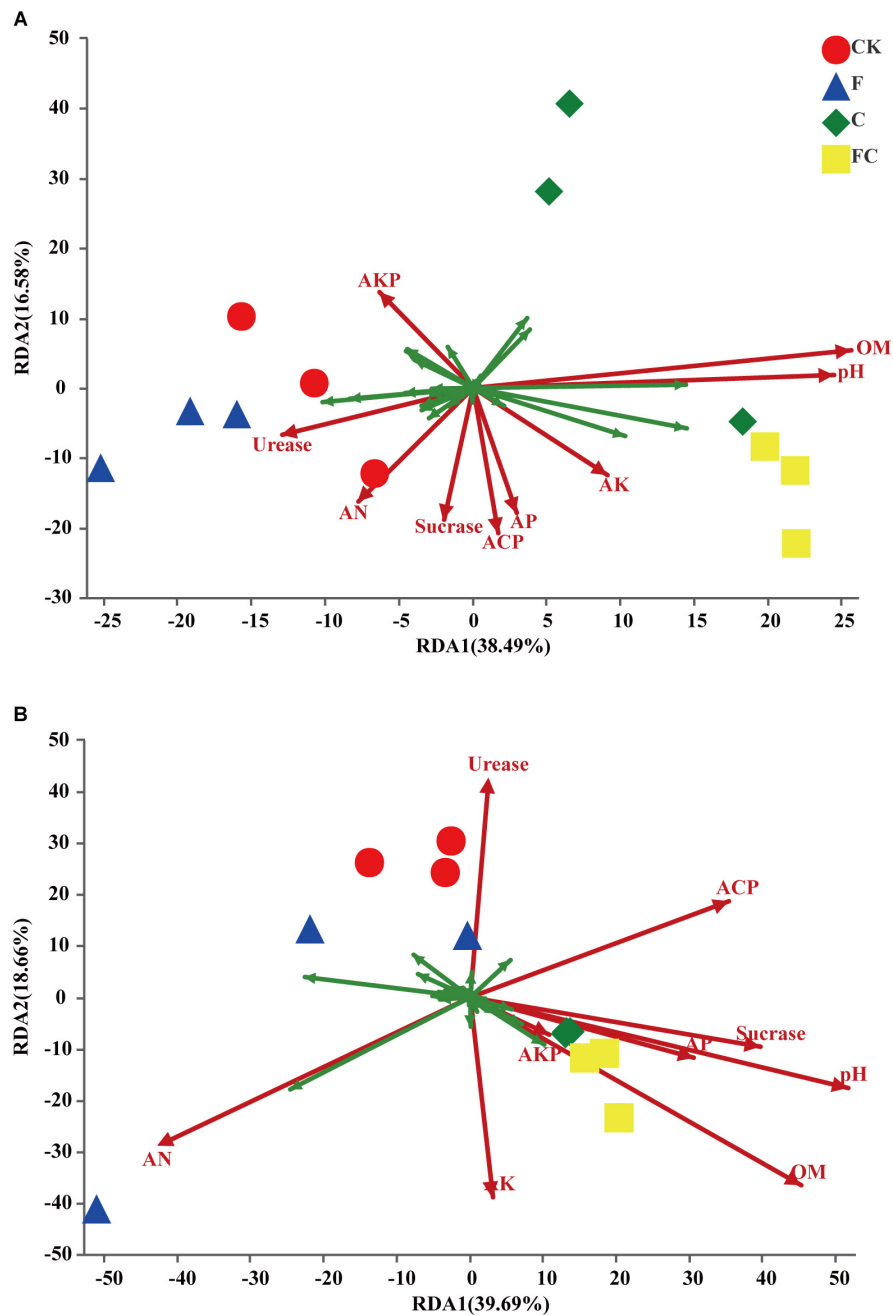 A
50
40
30
20
10
0
-10
-20
-30
RDA2(16.58%)
CK
F
C
FC
AKP
OM
pH
Urease
AN
Sucrase
ACP
AP
AK
-25 -20 -15 -10 -5 0 5 10 15 20 25
RDA1(38.49%)
B
50
40
30
20
10
0
-10
-20
-30
-40
-50
RDA2(18.66%)
Urease
ACP
Sucrase
AP
AKP
pH
OM
AN
AK
-50 -40 -30 -20 -10 0 10 20 30 40 50
RDA1(39.69%)